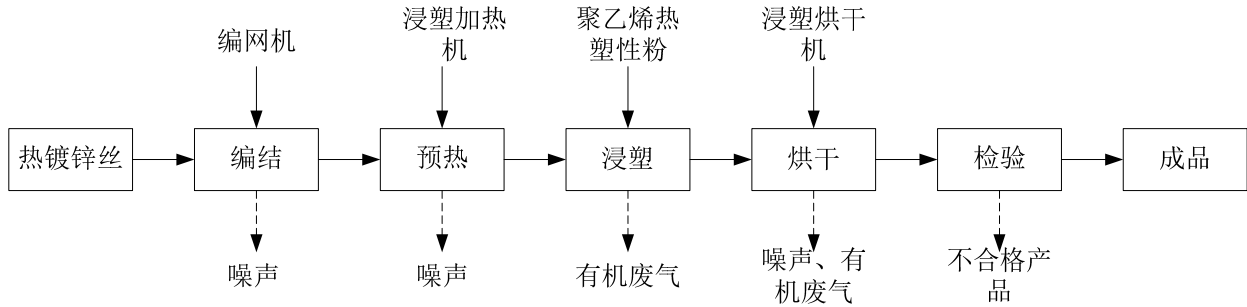 编网机
浸塑加热
机
聚乙烯热
塑性粉
浸塑烘干
机
热镀锌丝
编结
预热
浸塑
烘干
检验
成品
噪声
噪声
有机废气
噪声、有
机废气
不合格产
品